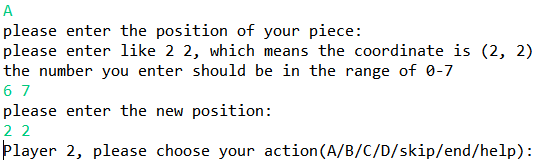 A
please enter the position of your piece:
please enter like 2 2, which means the coordinate is (2, 2)
the number you enter should be in the range of 0-7
6 7
please enter the new position:
2 2
Player 2, please choose your action(A/B/C/D/skip/end/help):